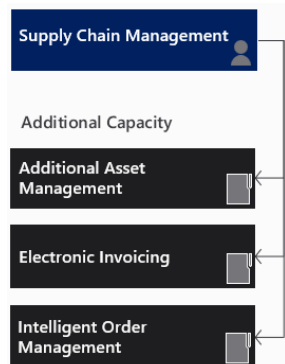 Supply Chain Management
Additional Capacity
Additional Asset
Management
Electronic Invoicing
Intelligent Order
Management